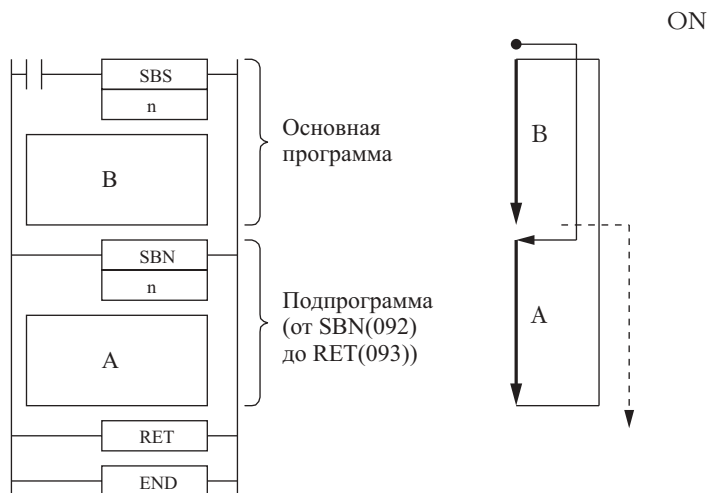 ON
SBS
n
B
Основная
программа
SBN
n
A
Подпрограмма
(от SBN(092)
до RET(093))
RET
END
B
A